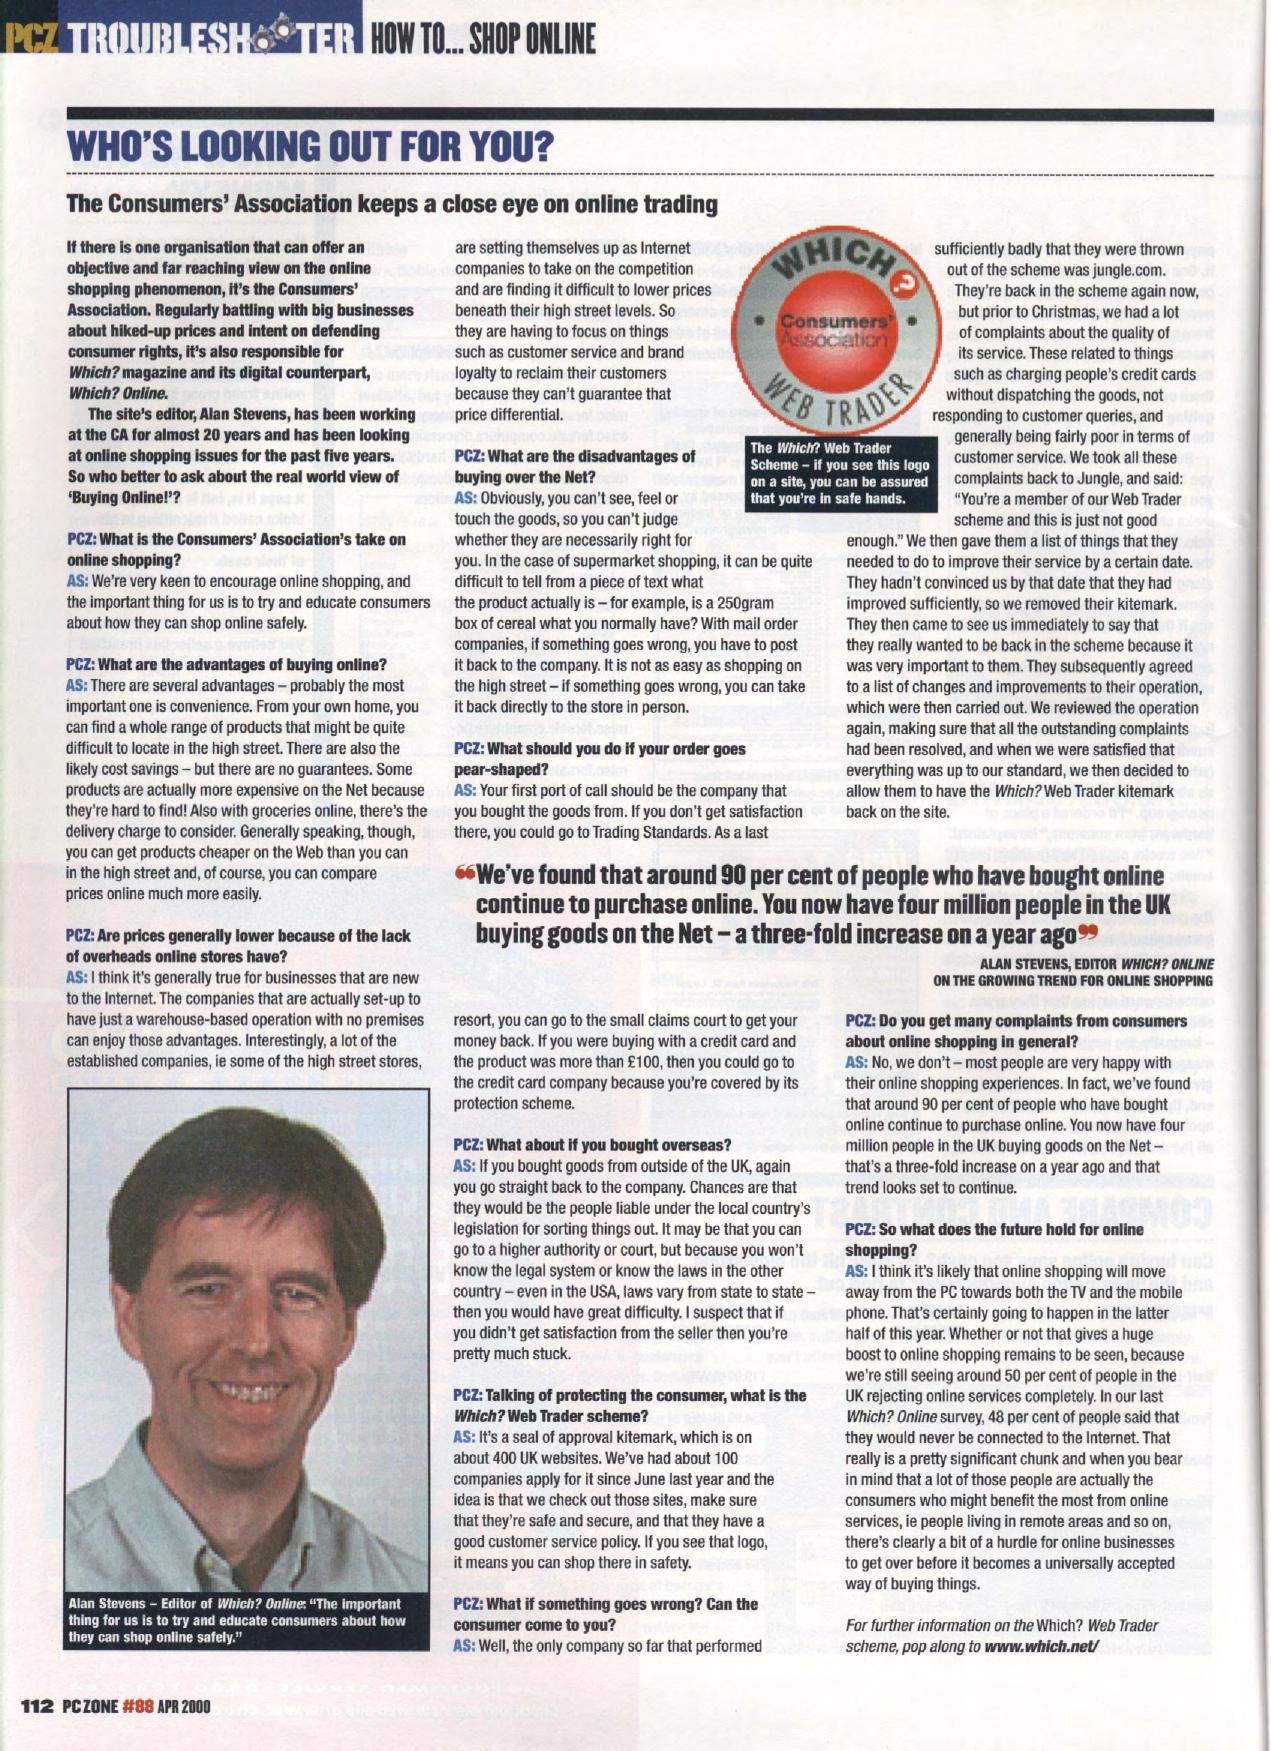 PCZ TROUBLESHOOTER HOW TO... SHOP ONLINE
WHO'S LOOKING OUT FOR YOU?
The Consumers' Association keeps a close eye on online trading
If there is one organisation that can offer an
objective and far reaching view on the online
shopping phenomenon, it's the Consumers'
Association. Regularly battling with big businesses
about hiked-up prices and intent on defending
consumer rights, it's also responsible for
Which? magazine and its digital counterpart,
Which? Online.
The site's editor, Alan Stevens, has been working
at the CA for almost 20 years and has been looking
at online shopping issues for the past five years.
So who better to ask about the real world view of
'Buying Online!'?
PCZ: What is the Consumers' Association's take on
online shopping?
AS: We're very keen to encourage online shopping, and
the important thing for us is to try and educate consumers
about how they can shop online safely.
PCZ: What are the advantages of buying online?
AS: There are several advantages – probably the most
important one is convenience. From your own home, you
can find a whole range of products that might be quite
difficult to locate in the high street. There are also the
likely cost savings – but there are no guarantees. Some
products are actually more expensive on the Net because
they're hard to find! Also with groceries online, there's the
delivery charge to consider. Generally speaking, though,
you can get products cheaper on the Web than you can
in the high street and, of course, you can compare
prices online much more easily.
PCZ: Are prices generally lower because of the lack
of overheads online stores have?
AS: I think it's generally true for businesses that are new
to the Internet. The companies that are actually set-up to
have just a warehouse-based operation with no premises
can enjoy those advantages. Interestingly, a lot of the
established companies, ie some of the high street stores,
Alan Stevens – Editor of Which? Online: "The important
thing for us is to try and educate consumers about how
they can shop online safely."
are setting themselves up as Internet
companies to take on the competition
and are finding it difficult to lower prices
beneath their high street levels. So
they are having to focus on things
such as customer service and brand
loyalty to reclaim their customers
because they can't guarantee that
price differential.
PCZ: What are the disadvantages of
buying over the Net?
AS: Obviously, you can't see, feel or
touch the goods, so you can't judge
whether they are necessarily right for
you. In the case of supermarket shopping, it can be quite
difficult to tell from a piece of text what
the product actually is – for example, is a 250gram
box of cereal what you normally have? With mail order
companies, if something goes wrong, you have to post
it back to the company. It is not as easy as shopping on
the high street – if something goes wrong, you can take
it back directly to the store in person.
PCZ: What should you do if your order goes
pear-shaped?
AS: Your first port of call should be the company that
you bought the goods from. If you don't get satisfaction
there, you could go to Trading Standards. As a last
WHICH?
Consumers'
Association
WEB TRADER
The Which? Web Trader
Scheme – if you see this logo
on a site, you can be assured
that you're in safe hands.
"We've found that around 90 per cent of people who have bought online
continue to purchase online. You now have four million people in the UK
buying goods on the Net – a three-fold increase on a year ago"
ALAN STEVENS, EDITOR WHICH? ONLINE
ON THE GROWING TREND FOR ONLINE SHOPPING
resort, you can go to the small claims court to get your
money back. If you were buying with a credit card and
the product was more than £100, then you could go to
the credit card company because you're covered by its
protection scheme.
PCZ: What about if you bought overseas?
AS: If you bought goods from outside of the UK, again
you go straight back to the company. Chances are that
they would be the people liable under the local country's
legislation for sorting things out. It may be that you can
go to a higher authority or court, but because you won't
know the legal system or know the laws in the other
country – even in the USA, laws vary from state to state –
then you would have great difficulty. I suspect that if
you didn't get satisfaction from the seller then you're
pretty much stuck.
PCZ: Talking of protecting the consumer, what is the
Which? Web Trader scheme?
AS: It's a seal of approval kitemark, which is on
about 400 UK websites. We've had about 100
companies apply for it since June last year and the
idea is that we check out those sites, make sure
that they're safe and secure, and that they have a
good customer service policy. If you see that logo,
it means you can shop there in safety.
PCZ: What if something goes wrong? Can the
consumer come to you?
AS: Well, the only company so far that performed
sufficiently badly that they were thrown
out of the scheme was jungle.com.
They're back in the scheme again now,
but prior to Christmas, we had a lot
of complaints about the quality of
its service. These related to things
such as charging people's credit cards
without dispatching the goods, not
responding to customer queries, and
generally being fairly poor in terms of
customer service. We took all these
complaints back to Jungle, and said:
"You're a member of our Web Trader
scheme and this is just not good
enough." We then gave them a list of things that they
needed to do to improve their service by a certain date.
They hadn't convinced us by that date that they had
improved sufficiently, so we removed their kitemark.
They then came to see us immediately to say that
they really wanted to be back in the scheme because it
was very important to them. They subsequently agreed
to a list of changes and improvements to their operation,
which were then carried out. We reviewed the operation
again, making sure that all the outstanding complaints
had been resolved, and when we were satisfied that
everything was up to our standard, we then decided to
allow them to have the Which? Web Trader kitemark
back on the site.
PCZ: Do you get many complaints from consumers
about online shopping in general?
AS: No, we don't – most people are very happy with
their online shopping experiences. In fact, we've found
that around 90 per cent of people who have bought
online continue to purchase online. You now have four
million people in the UK buying goods on the Net –
that's a three-fold increase on a year ago and that
trend looks set to continue.
PCZ: So what does the future hold for online
shopping?
AS: I think it's likely that online shopping will move
away from the PC towards both the TV and the mobile
phone. That's certainly going to happen in the latter
half of this year. Whether or not that gives a huge
boost to online shopping remains to be seen, because
we're still seeing around 50 per cent of people in the
UK rejecting online services completely. In our last
Which? Online survey, 48 per cent of people said that
they would never be connected to the Internet. That
really is a pretty significant chunk and when you bear
in mind that a lot of those people are actually the
consumers who might benefit the most from online
services, ie people living in remote areas and so on,
there's clearly a bit of a hurdle for online businesses
to get over before it becomes a universally accepted
way of buying things.
For further information on the Which? Web Trader
scheme, pop along to www.which.net/
112 PC ZONE #88 APR 2000